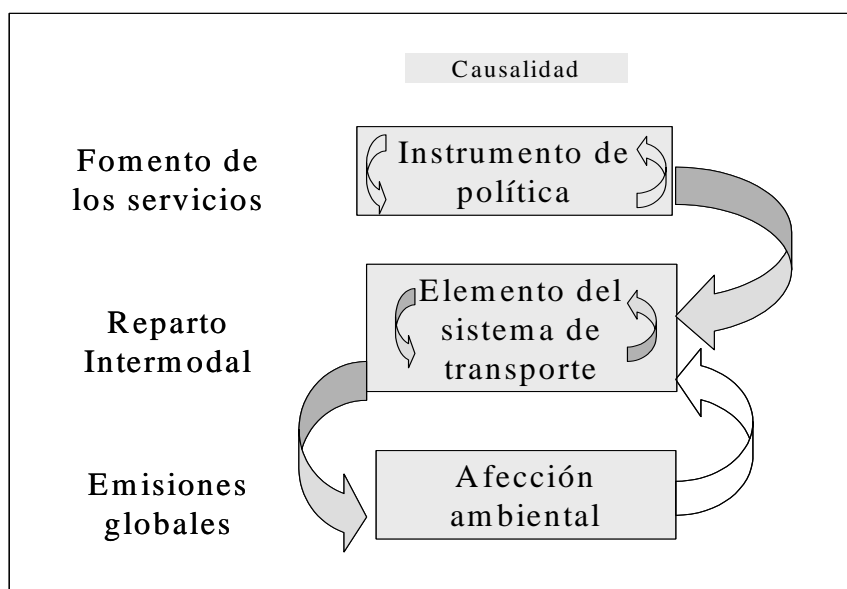 Causalidad
Fomento de
los servicios
Instrumento de
política
Reparto
Intermodal
Elemento del
sistema de
transporte
Emisiones
globales
Afección
ambiental